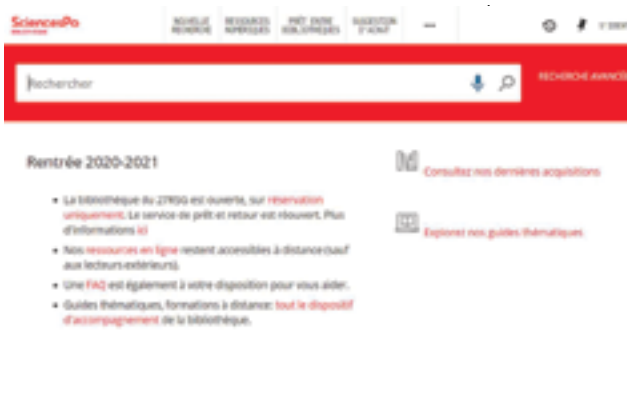 SciencesPo
BIBLIOTHÈQUE
NOUVELLE
RECHERCHE
RESSOURCES
NUMÉRIQUES
PRÊT ENTRE
BIBLIOTHÈQUES
SUGGESTION
D'ACHAT
S'IDEN
Rechercher
RECHERCHE AVANCÉE
Rentrée 2020-2021
Consultez nos dernières acquisitions
• La bibliothèque du 27RSG est ouverte, sur réservation
uniquement. Le service de prêt et retour est réouvert. Plus
d'informations ici
Explorez nos guides thématiques
• Nos ressources en ligne restent accessibles à distance (sauf
aux lecteurs extérieurs).
• Une FAQ est également à votre disposition pour vous aider.
• Guides thématiques, formations à distance: tout le dispositif
d'accompagnement de la bibliothèque.